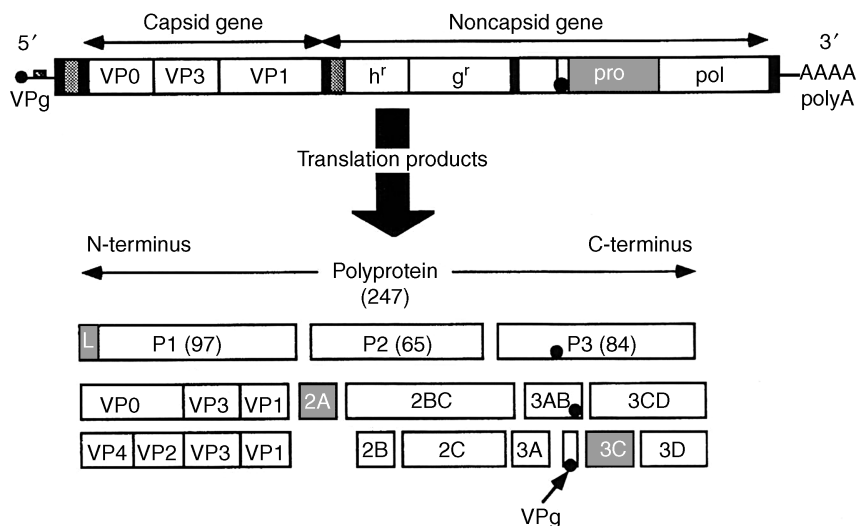 Capsid gene Noncapsid gene
5′ 3′
VP0 VP3 VP1 hʳ gʳ pro pol AAAA
VPg polyA
Translation products
N-terminus C-terminus
Polyprotein
(247)
L P1 (97) P2 (65) P3 (84)
VP0 VP3 VP1 2A 2BC 3AB 3CD
VP4 VP2 VP3 VP1 2B 2C 3A 3C 3D
VPg